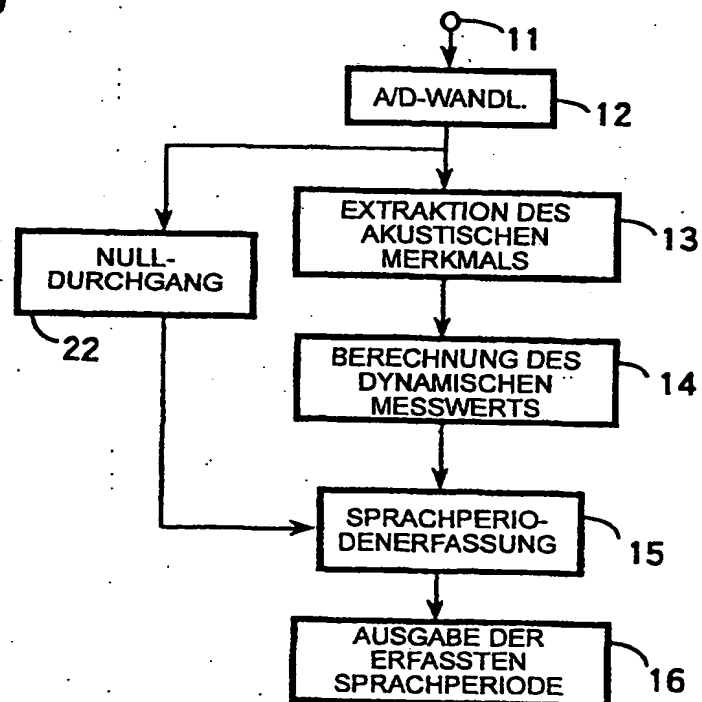 11
A/D-WANDL.
12
EXTRAKTION DES
AKUSTISCHEN
MERKMALS
13
NULL-
DURCHGANG
22
BERECHNUNG DES
DYNAMISCHEN
MESSWERTS
14
SPRACHPERIO-
DENERFASSUNG
15
AUSGABE DER
ERFASSTEN
SPRACHPERIODE
16